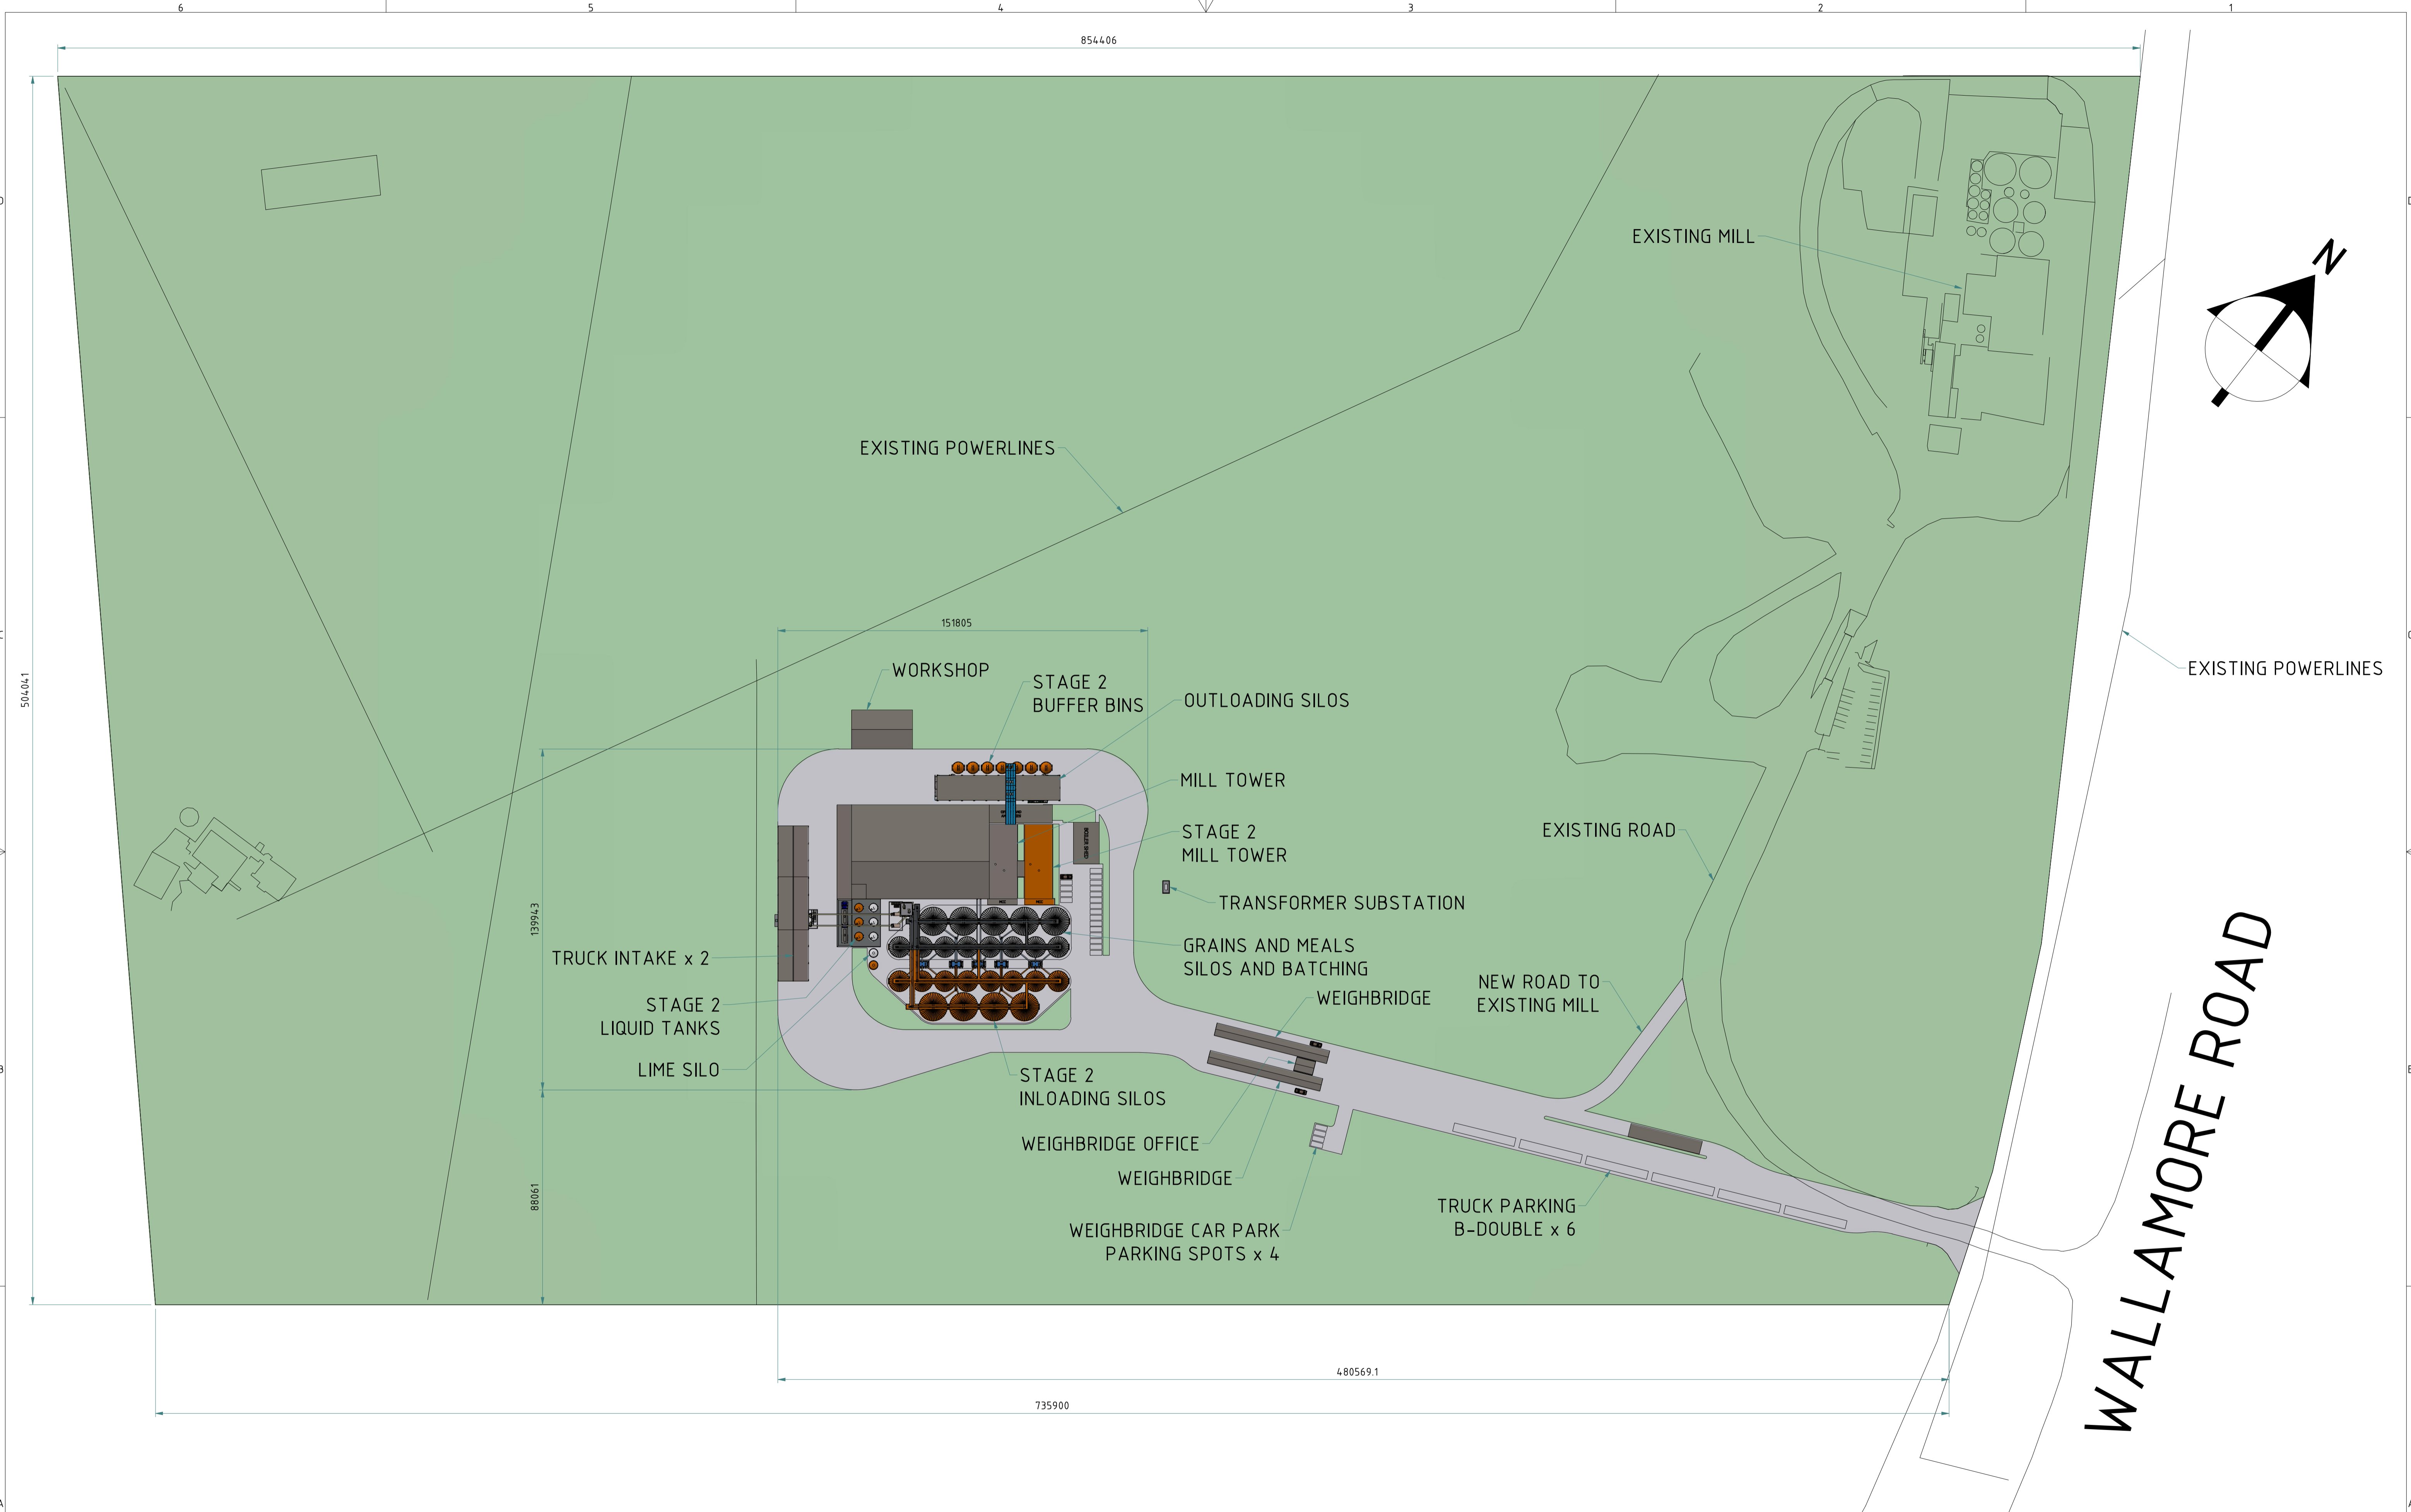 6 5 4 3 2 1
854406
D
D
EXISTING MILL
N
EXISTING POWERLINES
504041
C
151805
WORKSHOP
STAGE 2
BUFFER BINS
OUTLOADING SILOS
EXISTING POWERLINES
MILL TOWER
STAGE 2
MILL TOWER
BOILER SHED
EXISTING ROAD
TRANSFORMER SUBSTATION
139943
GRAINS AND MEALS
SILOS AND BATCHING
TRUCK INTAKE x 2
NEW ROAD TO
EXISTING MILL
WEIGHBRIDGE
STAGE 2
LIQUID TANKS
LIME SILO
B
B
STAGE 2
INLOADING SILOS
WEIGHBRIDGE OFFICE
WEIGHBRIDGE
88061
TRUCK PARKING
B-DOUBLE x 6
WEIGHBRIDGE CAR PARK
PARKING SPOTS x 4
WALLAMORE ROAD
480569.1
735900
A
A